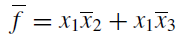 f̅ = x₁x̅₂ + x₁x̅₃